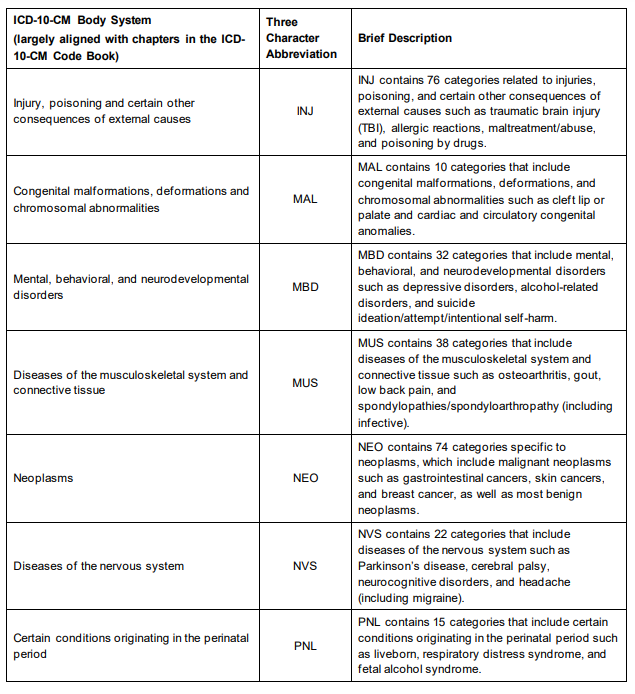 ICD-10-CM Body System
(largely aligned with chapters in the ICD-
10-CM Code Book)
Three
Character
Abbreviation
Brief Description
Injury, poisoning and certain other
consequences of external causes
INJ
INJ contains 76 categories related to injuries,
poisoning, and certain other consequences of
external causes such as traumatic brain injury
(TBI), allergic reactions, maltreatment/abuse,
and poisoning by drugs.
Congenital malformations, deformations and
chromosomal abnormalities
MAL
MAL contains 10 categories that include
congenital malformations, deformations, and
chromosomal abnormalities such as cleft lip or
palate and cardiac and circulatory congenital
anomalies.
Mental, behavioral, and neurodevelopmental
disorders
MBD
MBD contains 32 categories that include mental,
behavioral, and neurodevelopmental disorders
such as depressive disorders, alcohol-related
disorders, and suicide
ideation/attempt/intentional self-harm.
Diseases of the musculoskeletal system and
connective tissue
MUS
MUS contains 38 categories that include
diseases of the musculoskeletal system and
connective tissue such as osteoarthritis, gout,
low back pain, and
spondylopathies/spondyloarthropathy (including
infective).
Neoplasms
NEO
NEO contains 74 categories specific to
neoplasms, which include malignant neoplasms
such as gastrointestinal cancers, skin cancers,
and breast cancer, as well as most benign
neoplasms.
Diseases of the nervous system
NVS
NVS contains 22 categories that include
diseases of the nervous system such as
Parkinson's disease, cerebral palsy,
neurocognitive disorders, and headache
(including migraine).
Certain conditions originating in the perinatal
period
PNL
PNL contains 15 categories that include certain
conditions originating in the perinatal period such
as liveborn, respiratory distress syndrome, and
fetal alcohol syndrome.